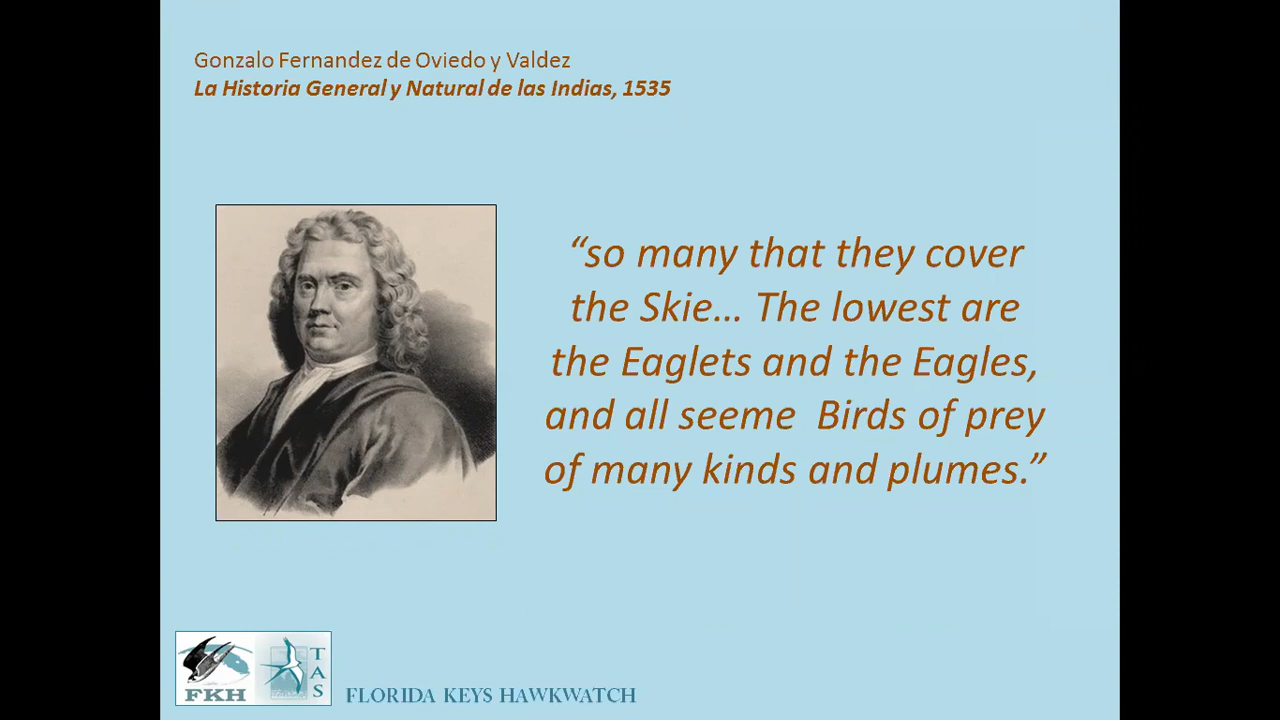 Gonzalo Fernandez de Oviedo y Valdez
La Historia General y Natural de las Indias, 1535
“so many that they cover
the Skie… The lowest are
the Eaglets and the Eagles,
and all seeme  Birds of prey
of many kinds and plumes.”
FKH
TAS
FLORIDA KEYS HAWKWATCH